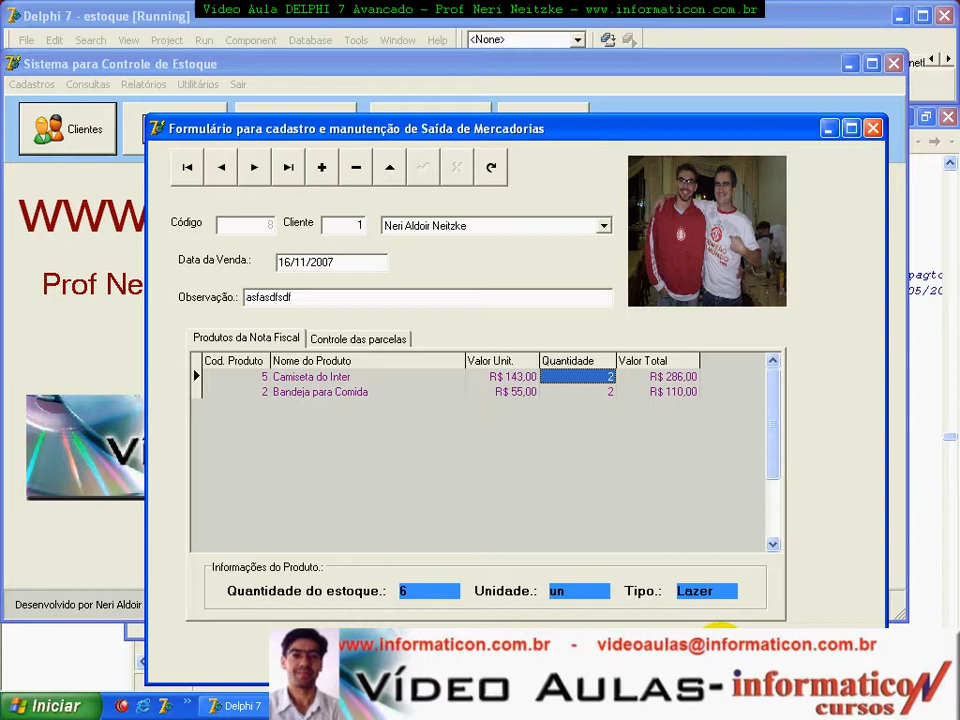 Video Aula DELPHI 7 Avancado - Prof Neri Neitzke - www.informaticon.com.br
Delphi 7 - estoque [Running]
File Edit Search View Project Run Component Database Tools Window Help <None>
Sistema para Controle de Estoque
Cadastros Consultas Relatórios Utilitários Sair
Clientes
Formulário para cadastro e manutenção de Saída de Mercadorias
Código 8 Cliente 1 Neri Aldoir Neitzke
WWW
Data da Venda.: 16/11/2007
Prof Ne
Observação.: asfasdfsdf
Produtos da Nota Fiscal Controle das parcelas
Cod. Produto Nome do Produto Valor Unit. Quantidade Valor Total
5 Camiseta do Inter R$ 143,00 2 R$ 286,00
2 Bandeja para Comida R$ 55,00 2 R$ 110,00
Informações do Produto.:
Quantidade do estoque.: 6 Unidade.: un Tipo.: Lazer
Desenvolvido por Neri Aldoir
www.informaticon.com.br - videoaulas@informaticon.com.br
VÍDEO AULAS- informaticon
cursos
Iniciar Delphi 7